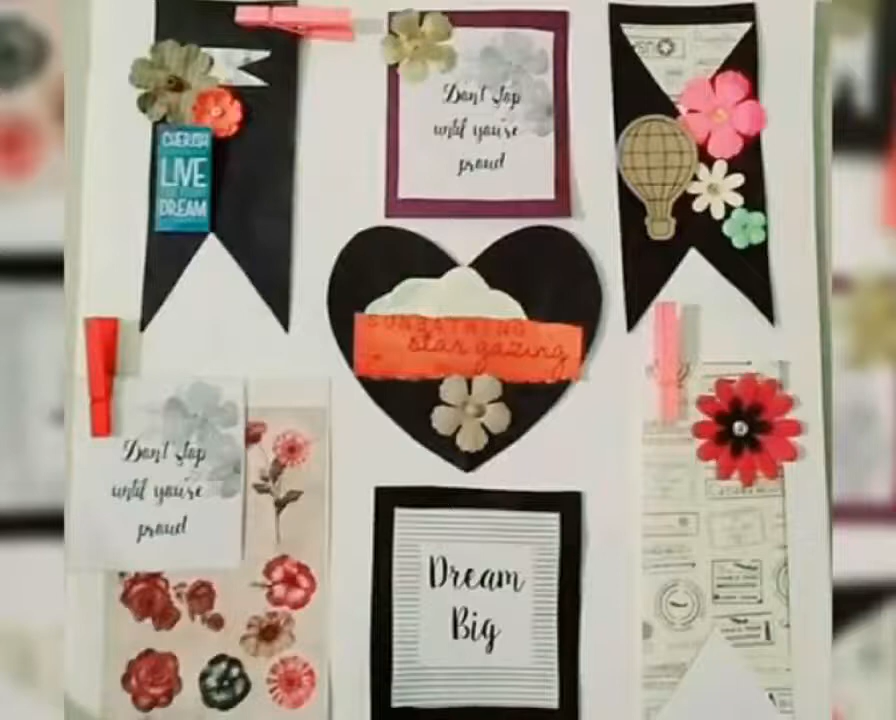 Don't stop
until you're
proud
CHERISH
LIVE
DREAM
SUNBATHING
star gazing
Don't stop
until you're
proud
Dream
Big